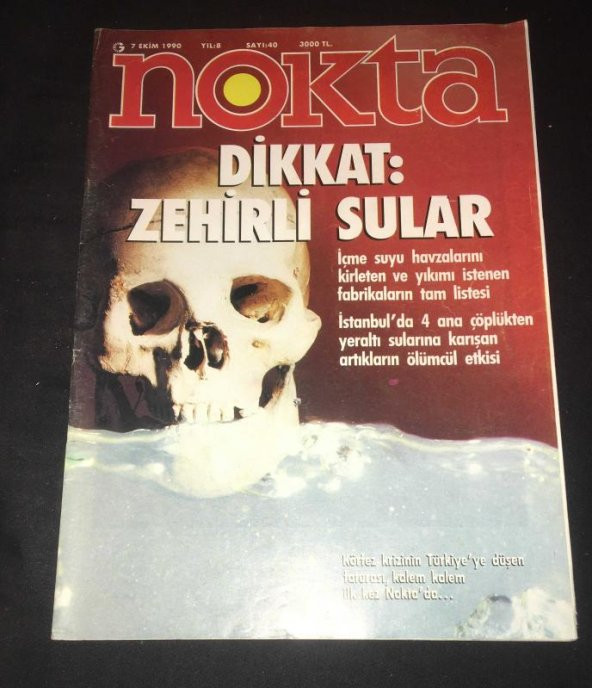 7 EKİM 1990 YIL:8 SAYI:40 3000 TL.
nokta
DİKKAT:
ZEHİRLİ SULAR
İçme suyu havzalarını
kirleten ve yıkımı istenen
fabrikaların tam listesi
İstanbul'da 4 ana çöplükten
yeraltı sularına karışan
artıkların ölümcül etkisi
Körfez krizinin Türkiye'ye düşen
faturası, kalem kalem
ilk kez Nokta'da...